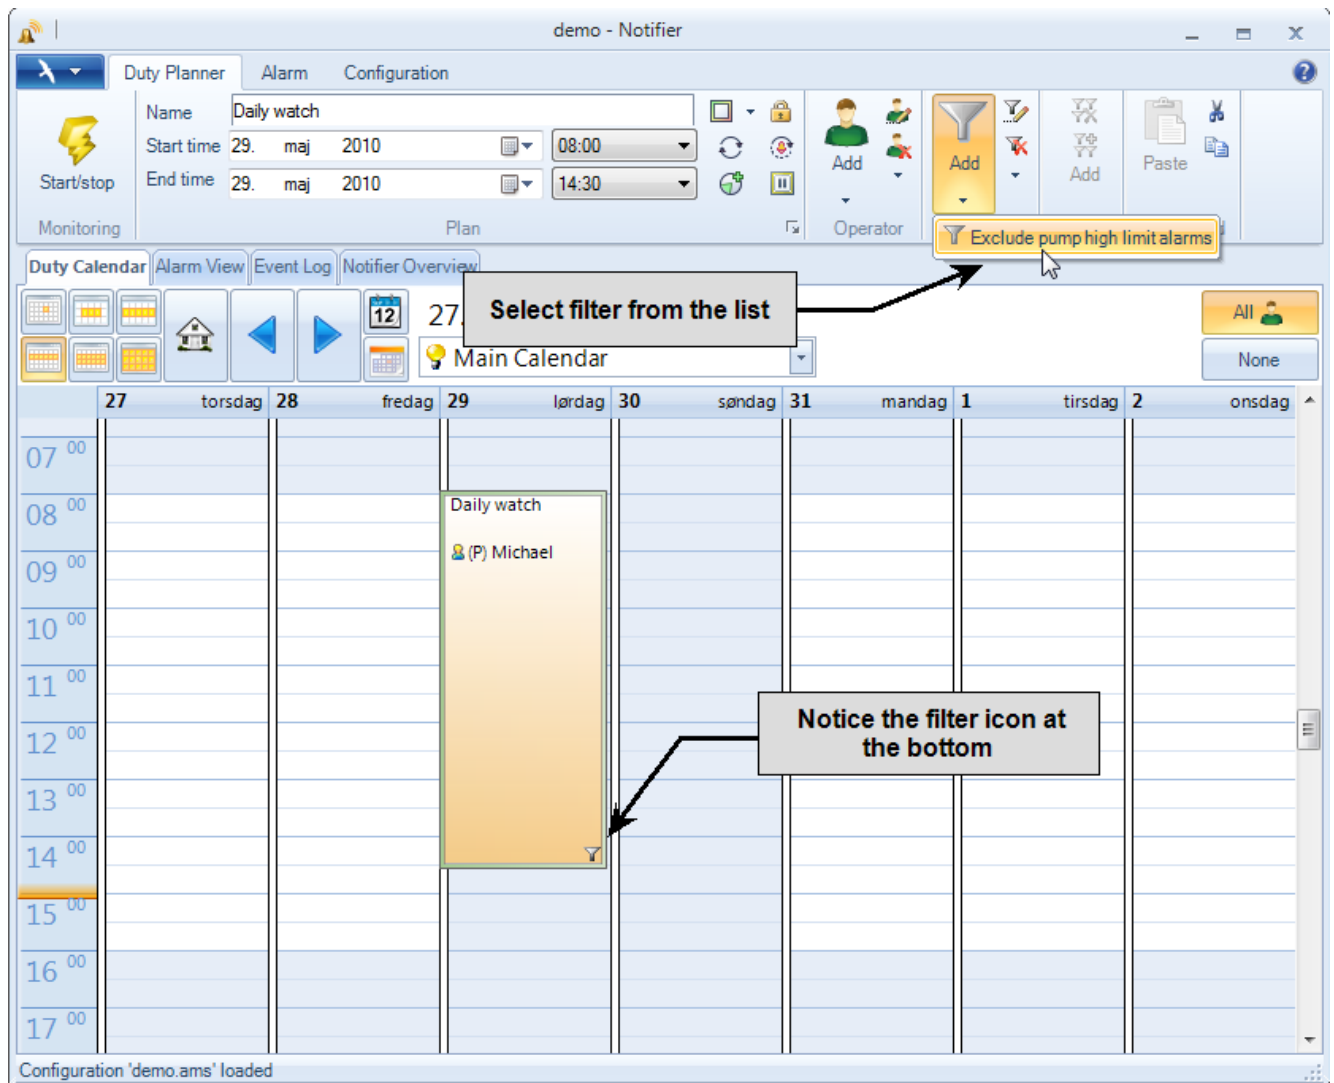 demo - Notifier
Duty Planner Alarm Configuration
Name Daily watch
Start time 29. maj 2010 08:00
End time 29. maj 2010 14:30
Start/stop
Add
Add
Add
Paste
Monitoring
Plan
Operator
Exclude pump high limit alarms
Duty Calendar Alarm View Event Log Notifier Overview
Select filter from the list
12
27.
Main Calendar
All
None
27 torsdag 28 fredag 29 lørdag 30 søndag 31 mandag 1 tirsdag 2 onsdag
07 00
08 00
Daily watch
09 00
(P) Michael
10 00
11 00
12 00
Notice the filter icon at
the bottom
13 00
14 00
15 00
16 00
17 00
Configuration 'demo.ams' loaded